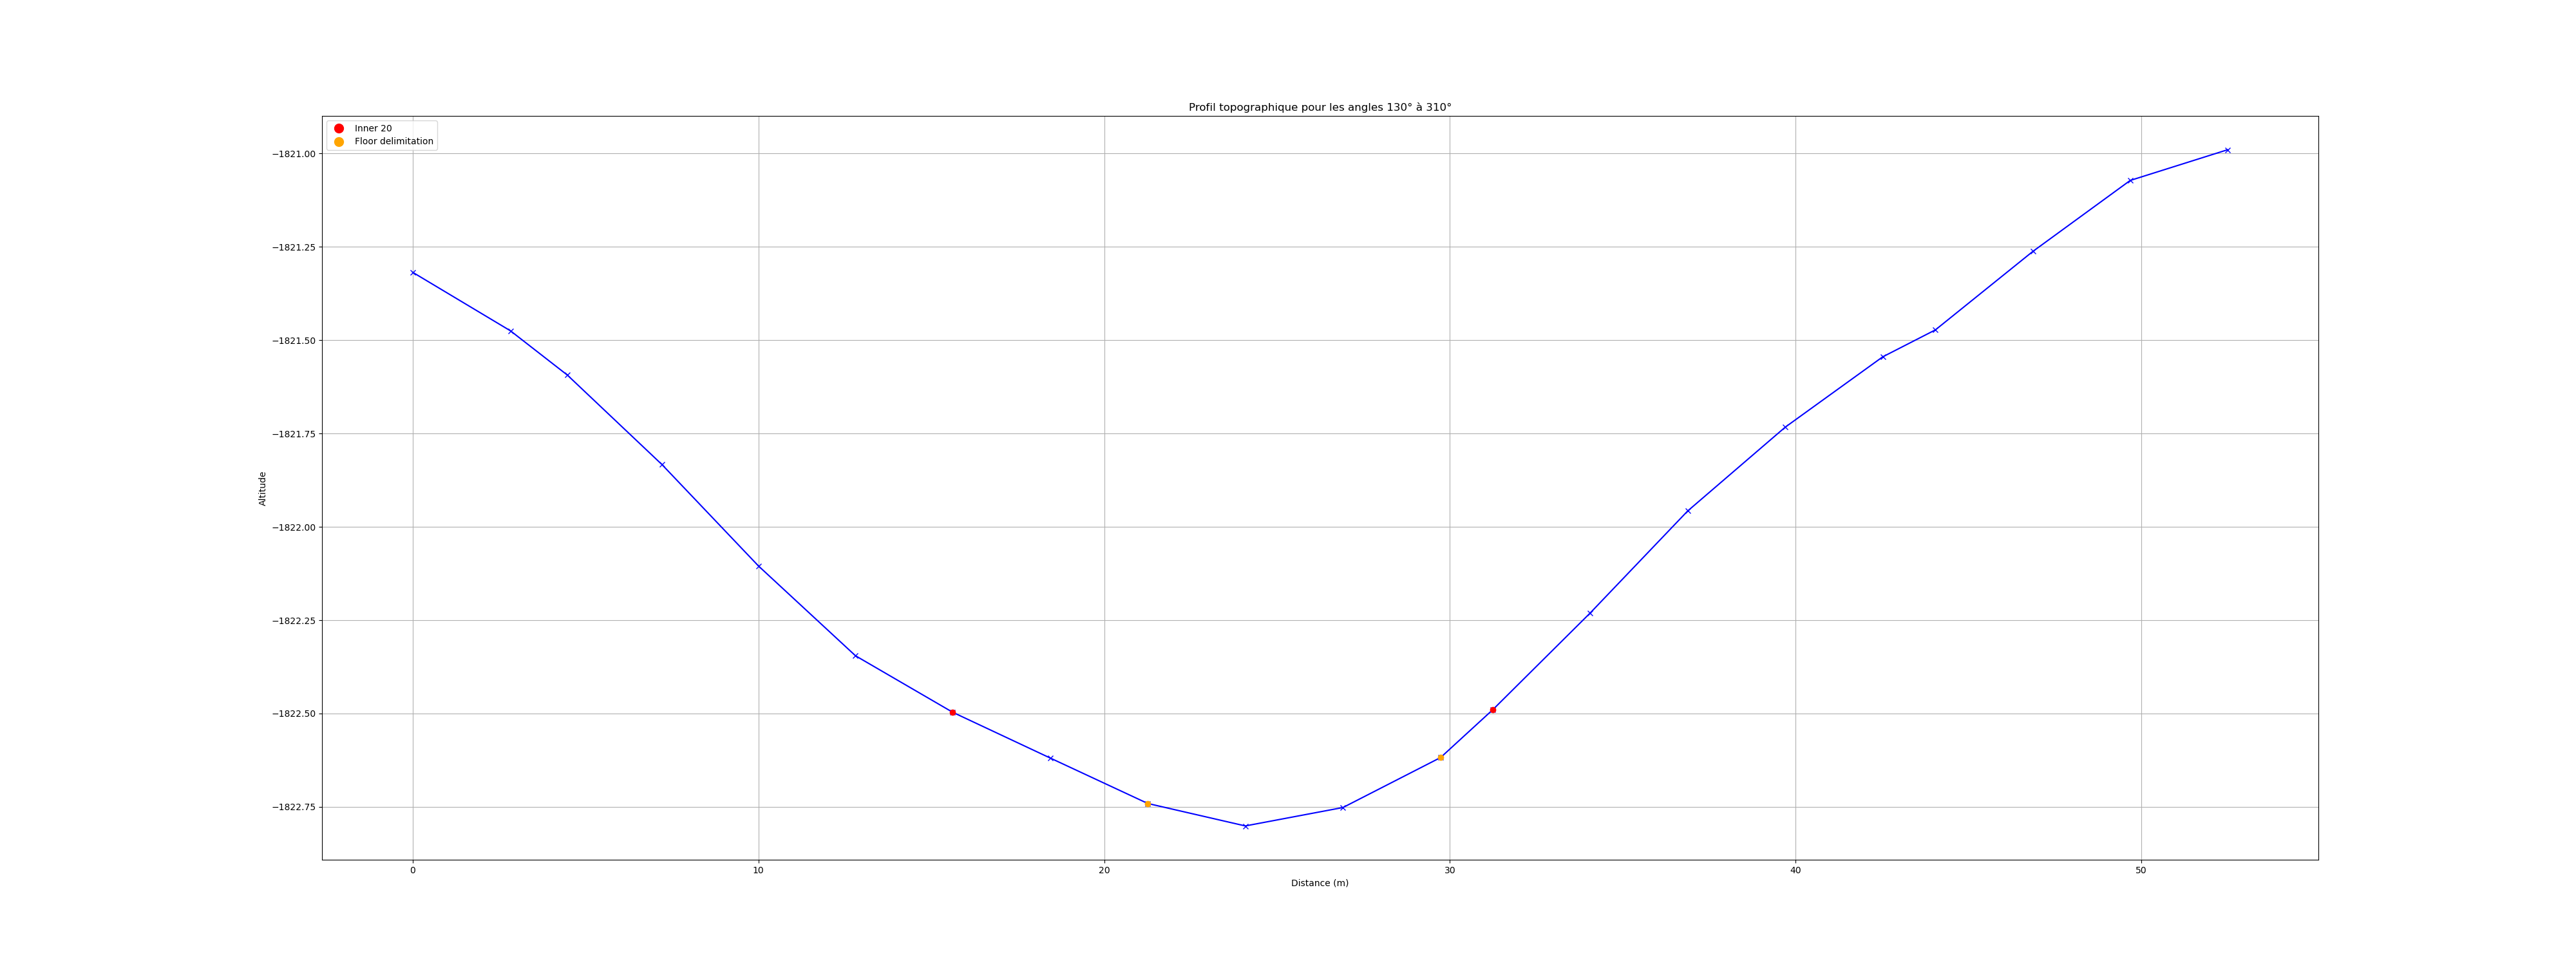 Profil topographique pour les angles 130° à 310°
Inner 20
Floor delimitation
−1821.00
−1821.25
−1821.50
−1821.75
−1822.00
−1822.25
−1822.50
−1822.75
Altitude
0 10 20 30 40 50
Distance (m)